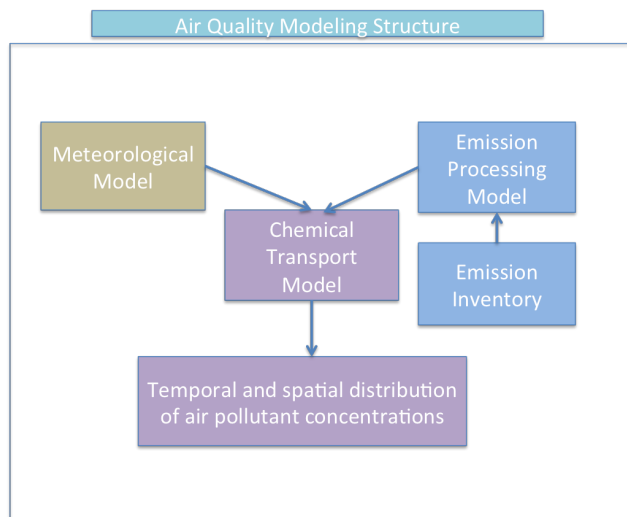 Air Quality Modeling Structure
Meteorological
Model
Emission
Processing
Model
Chemical
Transport
Model
Emission
Inventory
Temporal and spatial distribution
of air pollutant concentrations